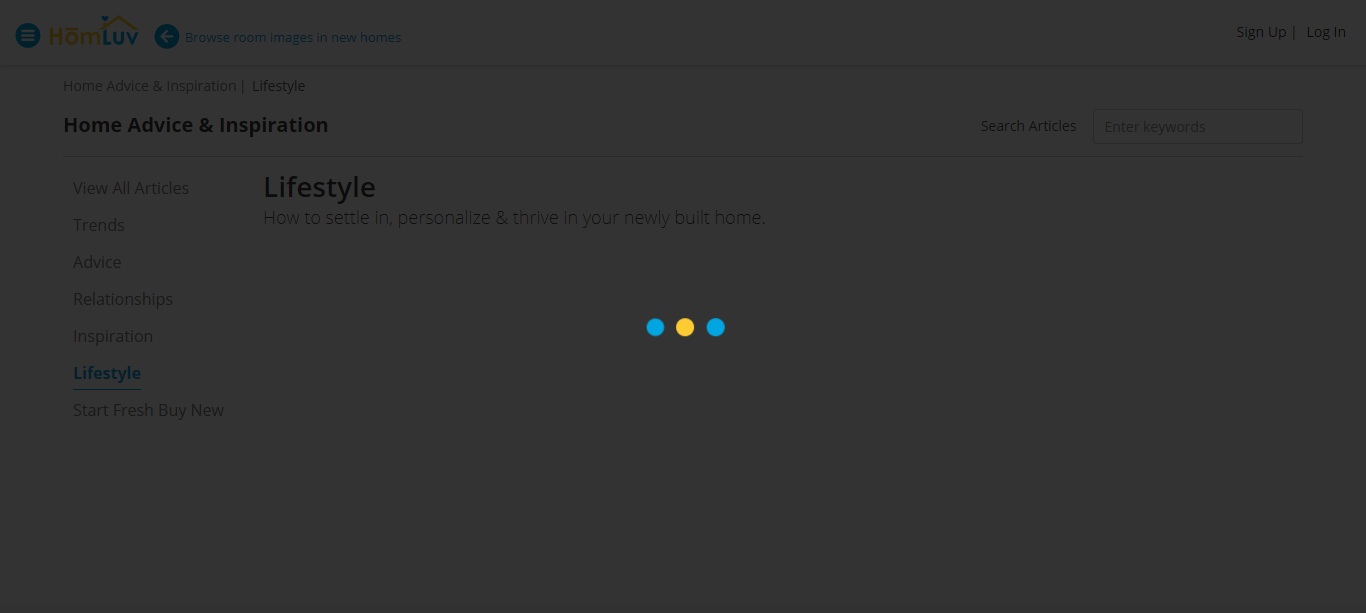 HōmLuv
Browse room images in new homes
Sign Up | Log In
Home Advice & Inspiration | Lifestyle
Home Advice & Inspiration
Search Articles
Enter keywords
View All Articles
Trends
Advice
Relationships
Inspiration
Lifestyle
Start Fresh Buy New
Lifestyle
How to settle in, personalize & thrive in your newly built home.